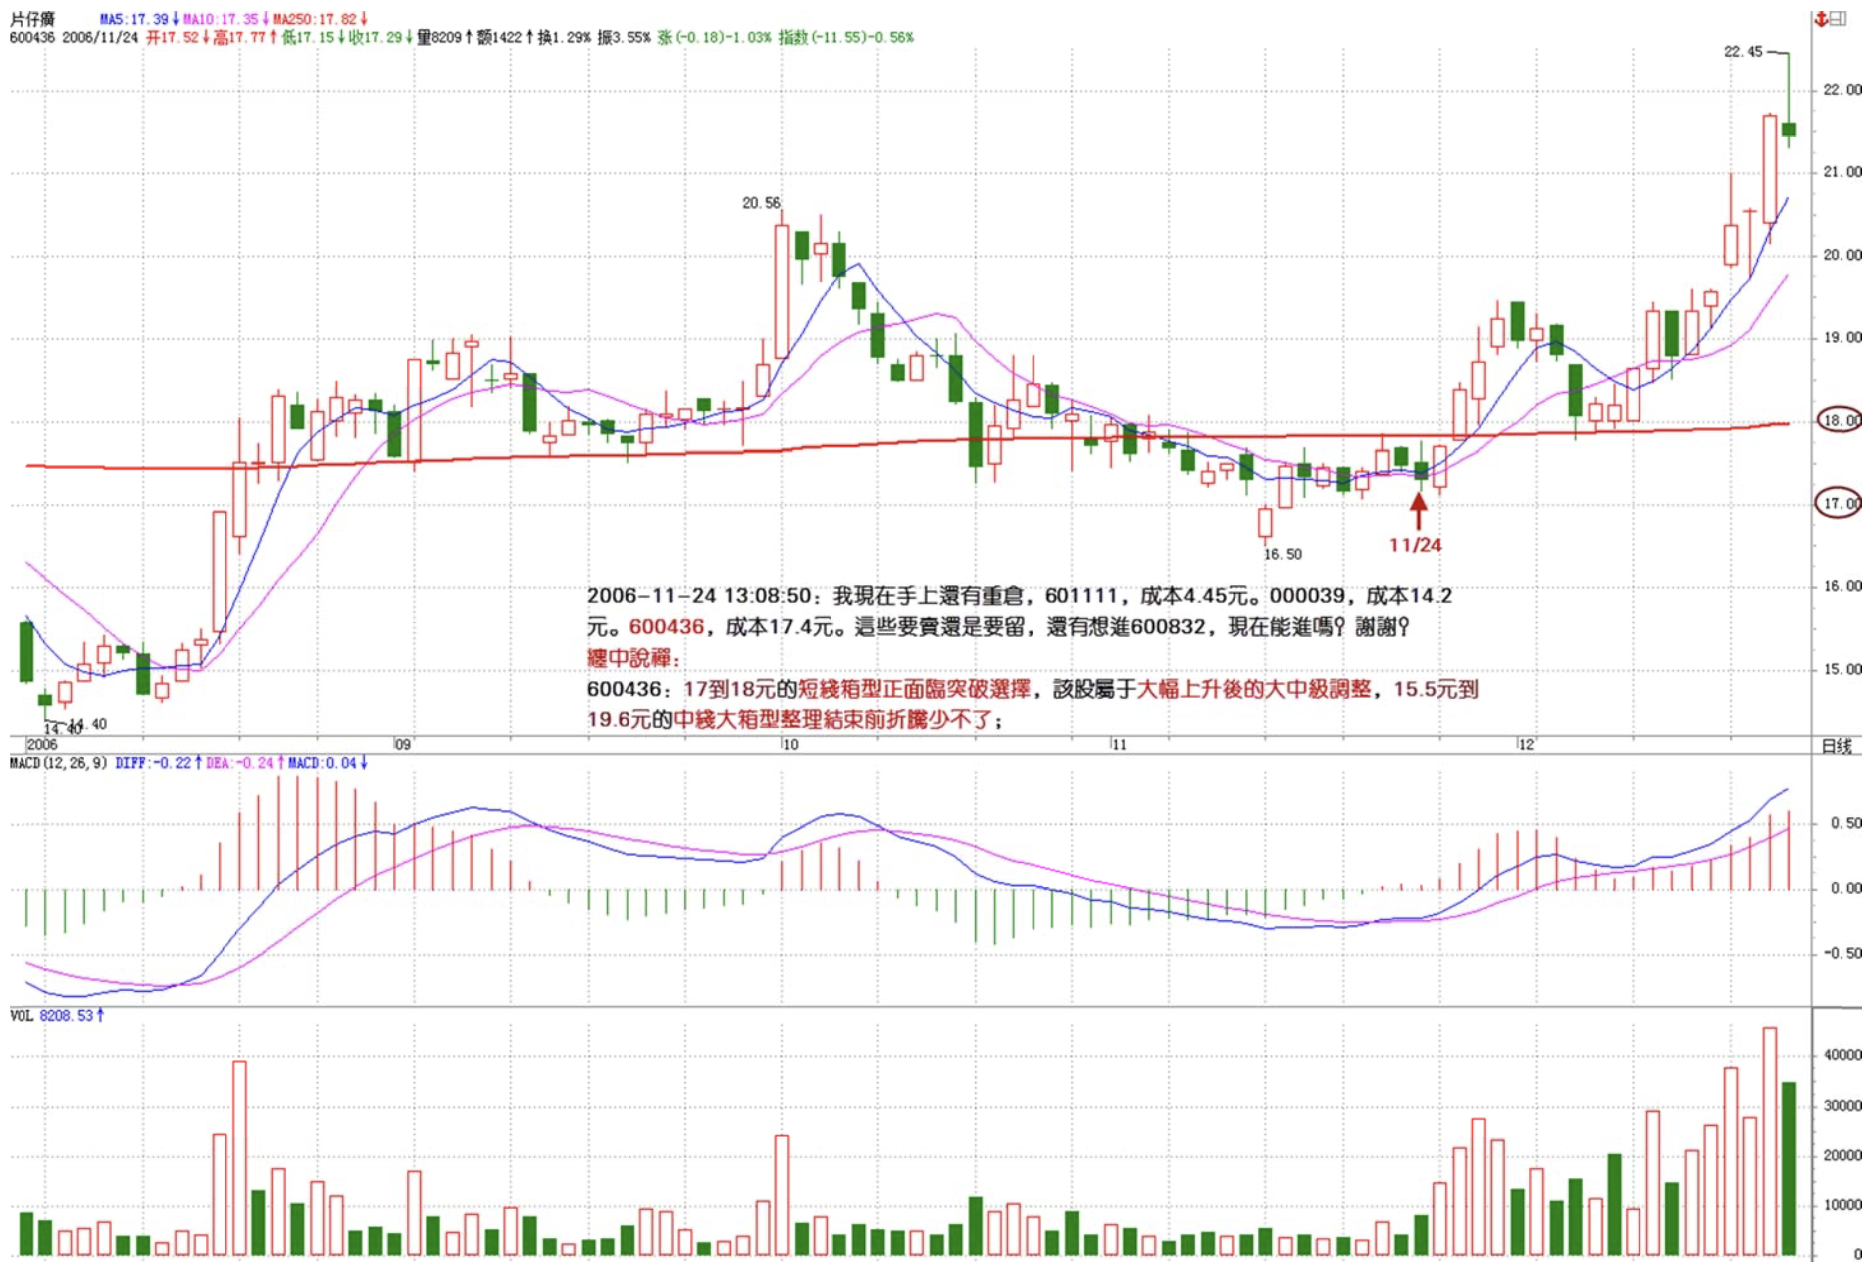 片仔癀 MA5:17.39↓MA10:17.35↓MA250:17.82↓
600436 2006/11/24 开17.52↓高17.77↑低17.15↓收17.29↓量8209↑额1422↑换1.29% 振3.55% 涨(-0.18)-1.03% 指数(-11.55)-0.56%
22.45
22.00
21.00
20.56
20.00
19.00
18.00
17.00
11/24
16.50
16.00
2006-11-24 13:08:50：我現在手上還有重倉，601111，成本4.45元。000039，成本14.2
元。600436，成本17.4元。這些要賣還是要留，還有想進600832，現在能進嗎？謝謝？
纏中說禪：
15.00
600436：17到18元的短綫箱型正面臨突破選擇，該股屬于大幅上升後的大中級調整，15.5元到
19.6元的中綫大箱型整理結束前折騰少不了；
14.40
14.40
2006 09 10 11 12 日线
MACD(12,26,9) DIFF:-0.22↑DEA:-0.24↑MACD:0.04↓
0.50
0.00
-0.50
VOL 8208.53↑
40000
30000
20000
10000
0